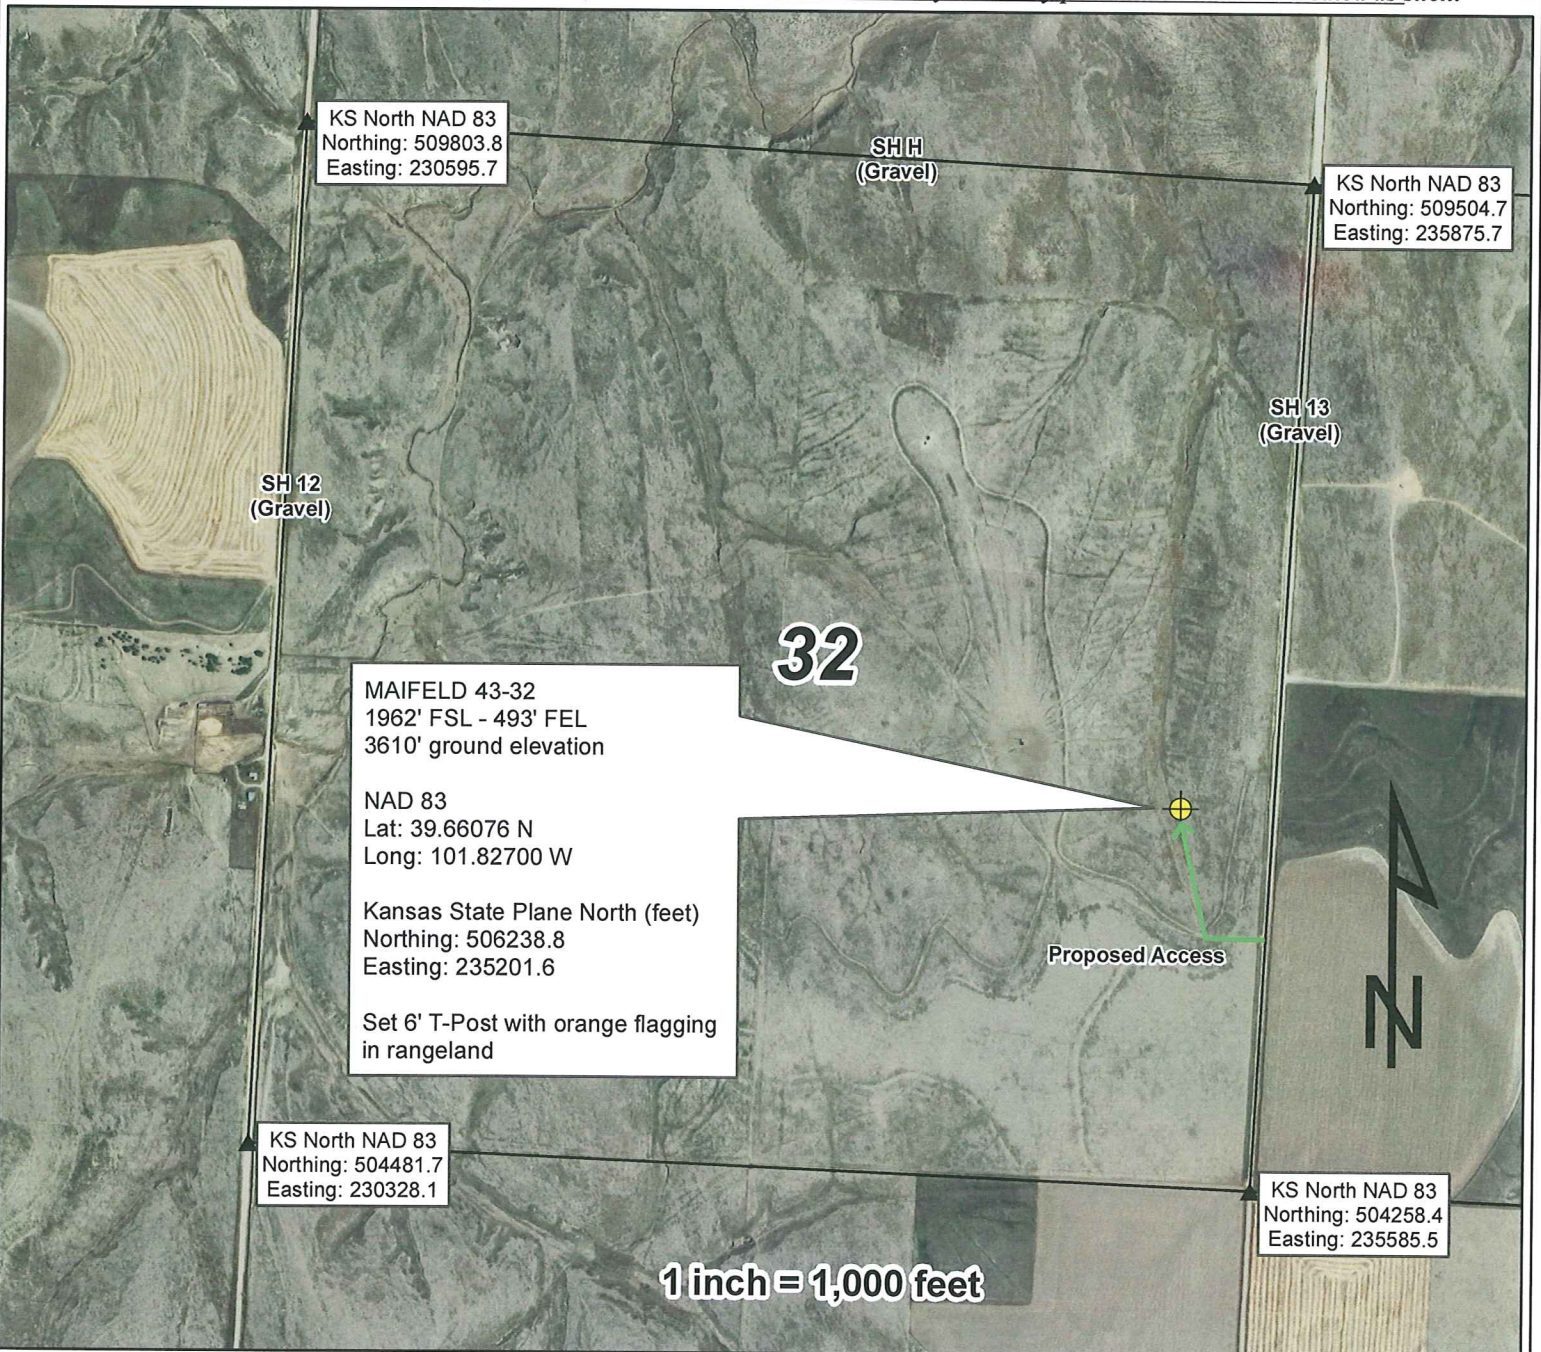 KS North NAD 83
Northing: 509803.8
Easting: 230595.7
SH H
(Gravel)
KS North NAD 83
Northing: 509504.7
Easting: 235875.7
SH 13
(Gravel)
SH 12
(Gravel)
32
MAIFELD 43-32
1962' FSL - 493' FEL
3610' ground elevation
NAD 83
Lat: 39.66076 N
Long: 101.82700 W
Kansas State Plane North (feet)
Northing: 506238.8
Easting: 235201.6
Set 6' T-Post with orange flagging
in rangeland
Proposed Access
N
KS North NAD 83
Northing: 504481.7
Easting: 230328.1
KS North NAD 83
Northing: 504258.4
Easting: 235585.5
1 inch = 1,000 feet